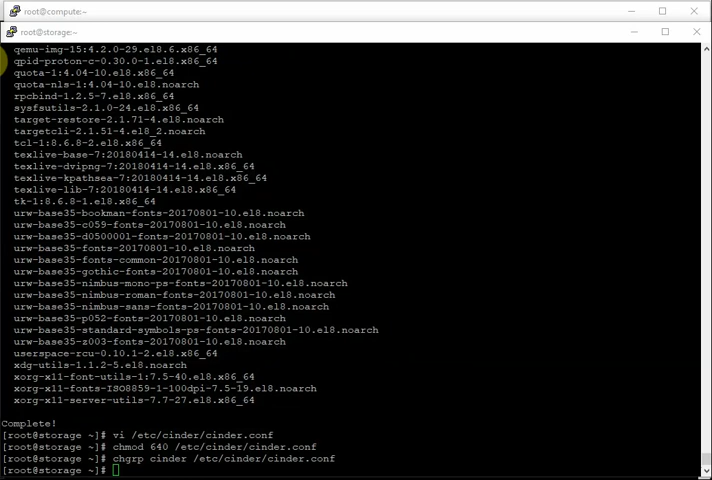 root@compute:~
root@storage:~
qemu-img-15:4.2.0-29.el8.6.x86_64
qpid-proton-c-0.30.0-1.el8.x86_64
quota-1:4.04-10.el8.x86_64
quota-nls-1:4.04-10.el8.noarch
rpcbind-1.2.5-7.el8.x86_64
sysfsutils-2.1.0-24.el8.x86_64
target-restore-2.1.71-4.el8.noarch
targetcli-2.1.51-4.el8_2.noarch
tcl-1:8.6.8-2.el8.x86_64
texlive-base-7:20180414-14.el8.noarch
texlive-dvipng-7:20180414-14.el8.x86_64
texlive-kpathsea-7:20180414-14.el8.x86_64
texlive-lib-7:20180414-14.el8.x86_64
tk-1:8.6.8-1.el8.x86_64
urw-base35-bookman-fonts-20170801-10.el8.noarch
urw-base35-c059-fonts-20170801-10.el8.noarch
urw-base35-d050000l-fonts-20170801-10.el8.noarch
urw-base35-fonts-20170801-10.el8.noarch
urw-base35-fonts-common-20170801-10.el8.noarch
urw-base35-gothic-fonts-20170801-10.el8.noarch
urw-base35-nimbus-mono-ps-fonts-20170801-10.el8.noarch
urw-base35-nimbus-roman-fonts-20170801-10.el8.noarch
urw-base35-nimbus-sans-fonts-20170801-10.el8.noarch
urw-base35-p052-fonts-20170801-10.el8.noarch
urw-base35-standard-symbols-ps-fonts-20170801-10.el8.noarch
urw-base35-z003-fonts-20170801-10.el8.noarch
userspace-rcu-0.10.1-2.el8.x86_64
xdg-utils-1.1.2-5.el8.noarch
xorg-x11-font-utils-1:7.5-40.el8.x86_64
xorg-x11-fonts-ISO8859-1-100dpi-7.5-19.el8.noarch
xorg-x11-server-utils-7.7-27.el8.x86_64
Complete!
[root@storage ~]# vi /etc/cinder/cinder.conf
[root@storage ~]# chmod 640 /etc/cinder/cinder.conf
[root@storage ~]# chgrp cinder /etc/cinder/cinder.conf
[root@storage ~]#